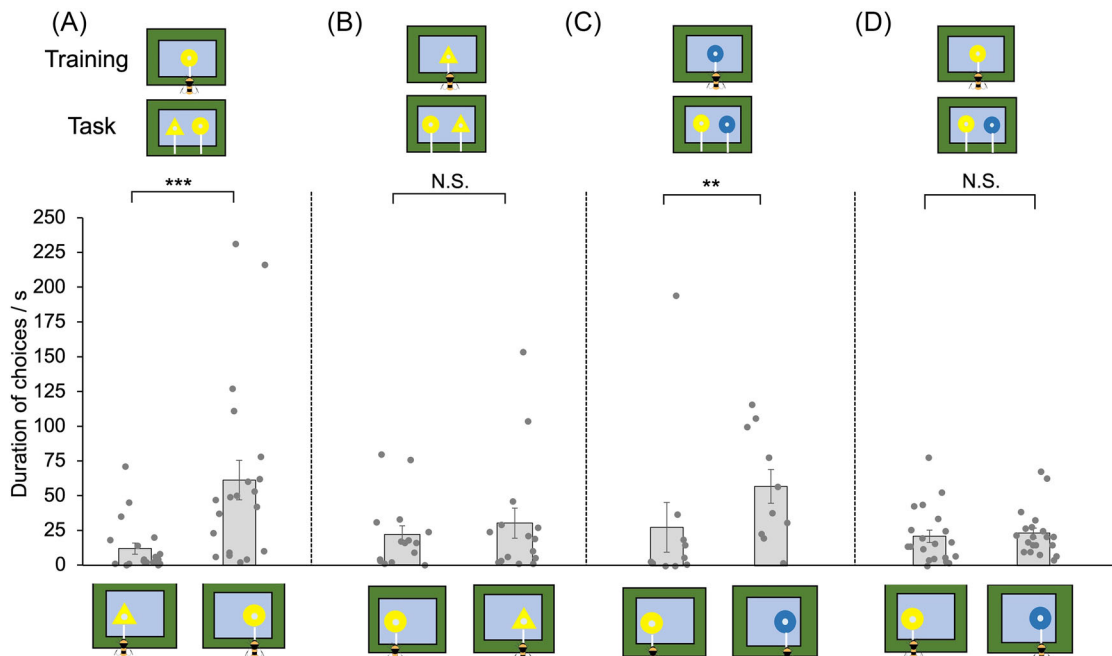 (A) (B) (C) (D)
Training
Task
*** N.S. ** N.S.
250
225
200
175
150
125
100
75
50
25
0
Duration of choices / s